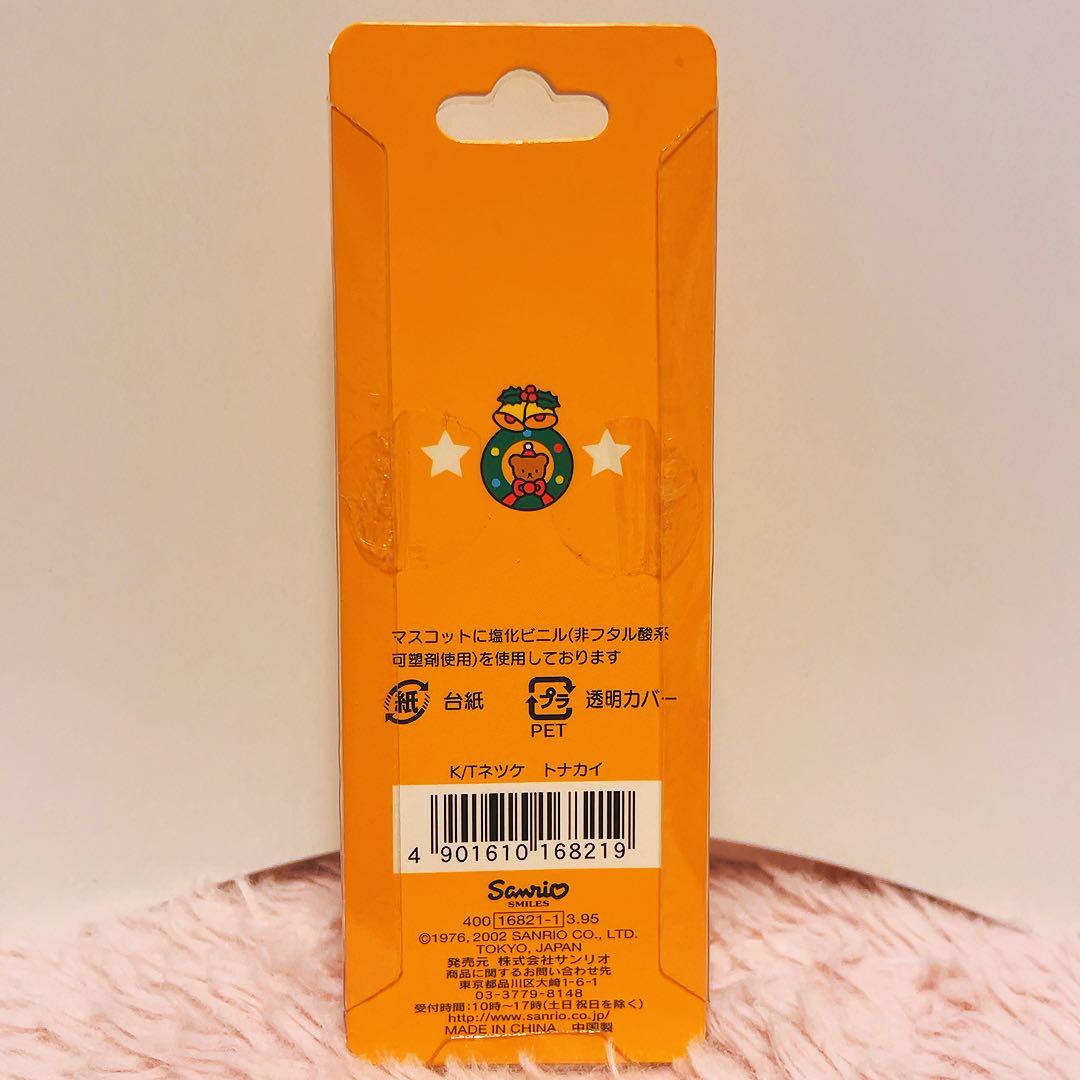 マスコットに塩化ビニル(非フタル酸系
可塑剤使用)を使用しております
紙 台紙 プラ 透明カバー
PET
K/Tネツケ トナカイ
4 901610 168219
Sanrio
SMILES
400 16821-1 3.95
©1976, 2002 SANRIO CO., LTD.
TOKYO, JAPAN
発売元 株式会社サンリオ
商品に関するお問い合わせ先
東京都品川区大崎1-6-1
03-3779-8148
受付時間:10時~17時(土日祝日を除く)
http://www.sanrio.co.jp/
MADE IN CHINA 中国製